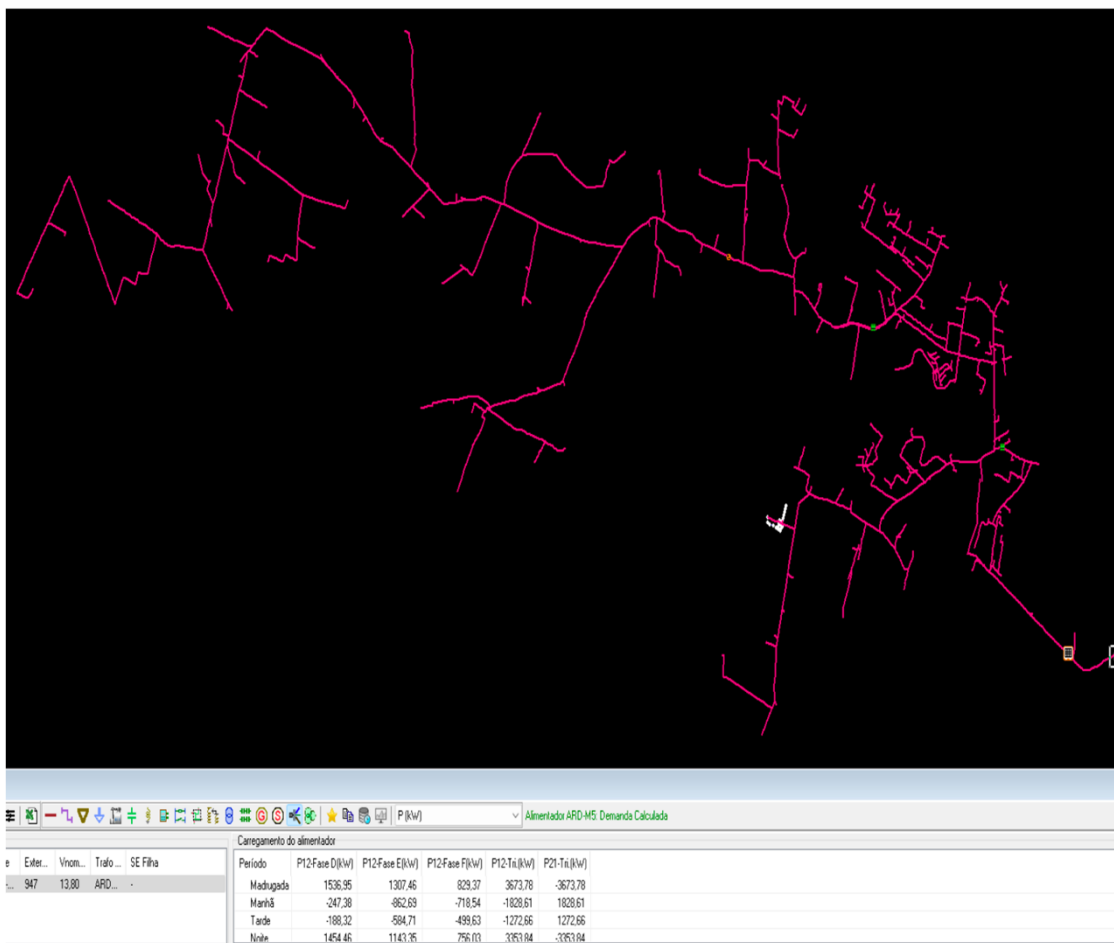 P (kW) Alimentador ARD-M5: Demanda Calculada
Carregamento do alimentador
e Exter... Vnom... Trafo ... SE Filha
-... 947 13,80 ARD... -
Período P12-Fase D(kW) P12-Fase E(kW) P12-Fase F(kW) P12-Tri.(kW) P21-Tri.(kW)
Madrugada 1536,95 1307,46 829,37 3673,78 -3673,78
Manhã -247,38 -862,69 -718,54 -1828,61 1828,61
Tarde -188,32 -584,71 -499,63 -1272,66 1272,66
Noite 1454,46 1143,35 756,03 3353,84 -3353,84